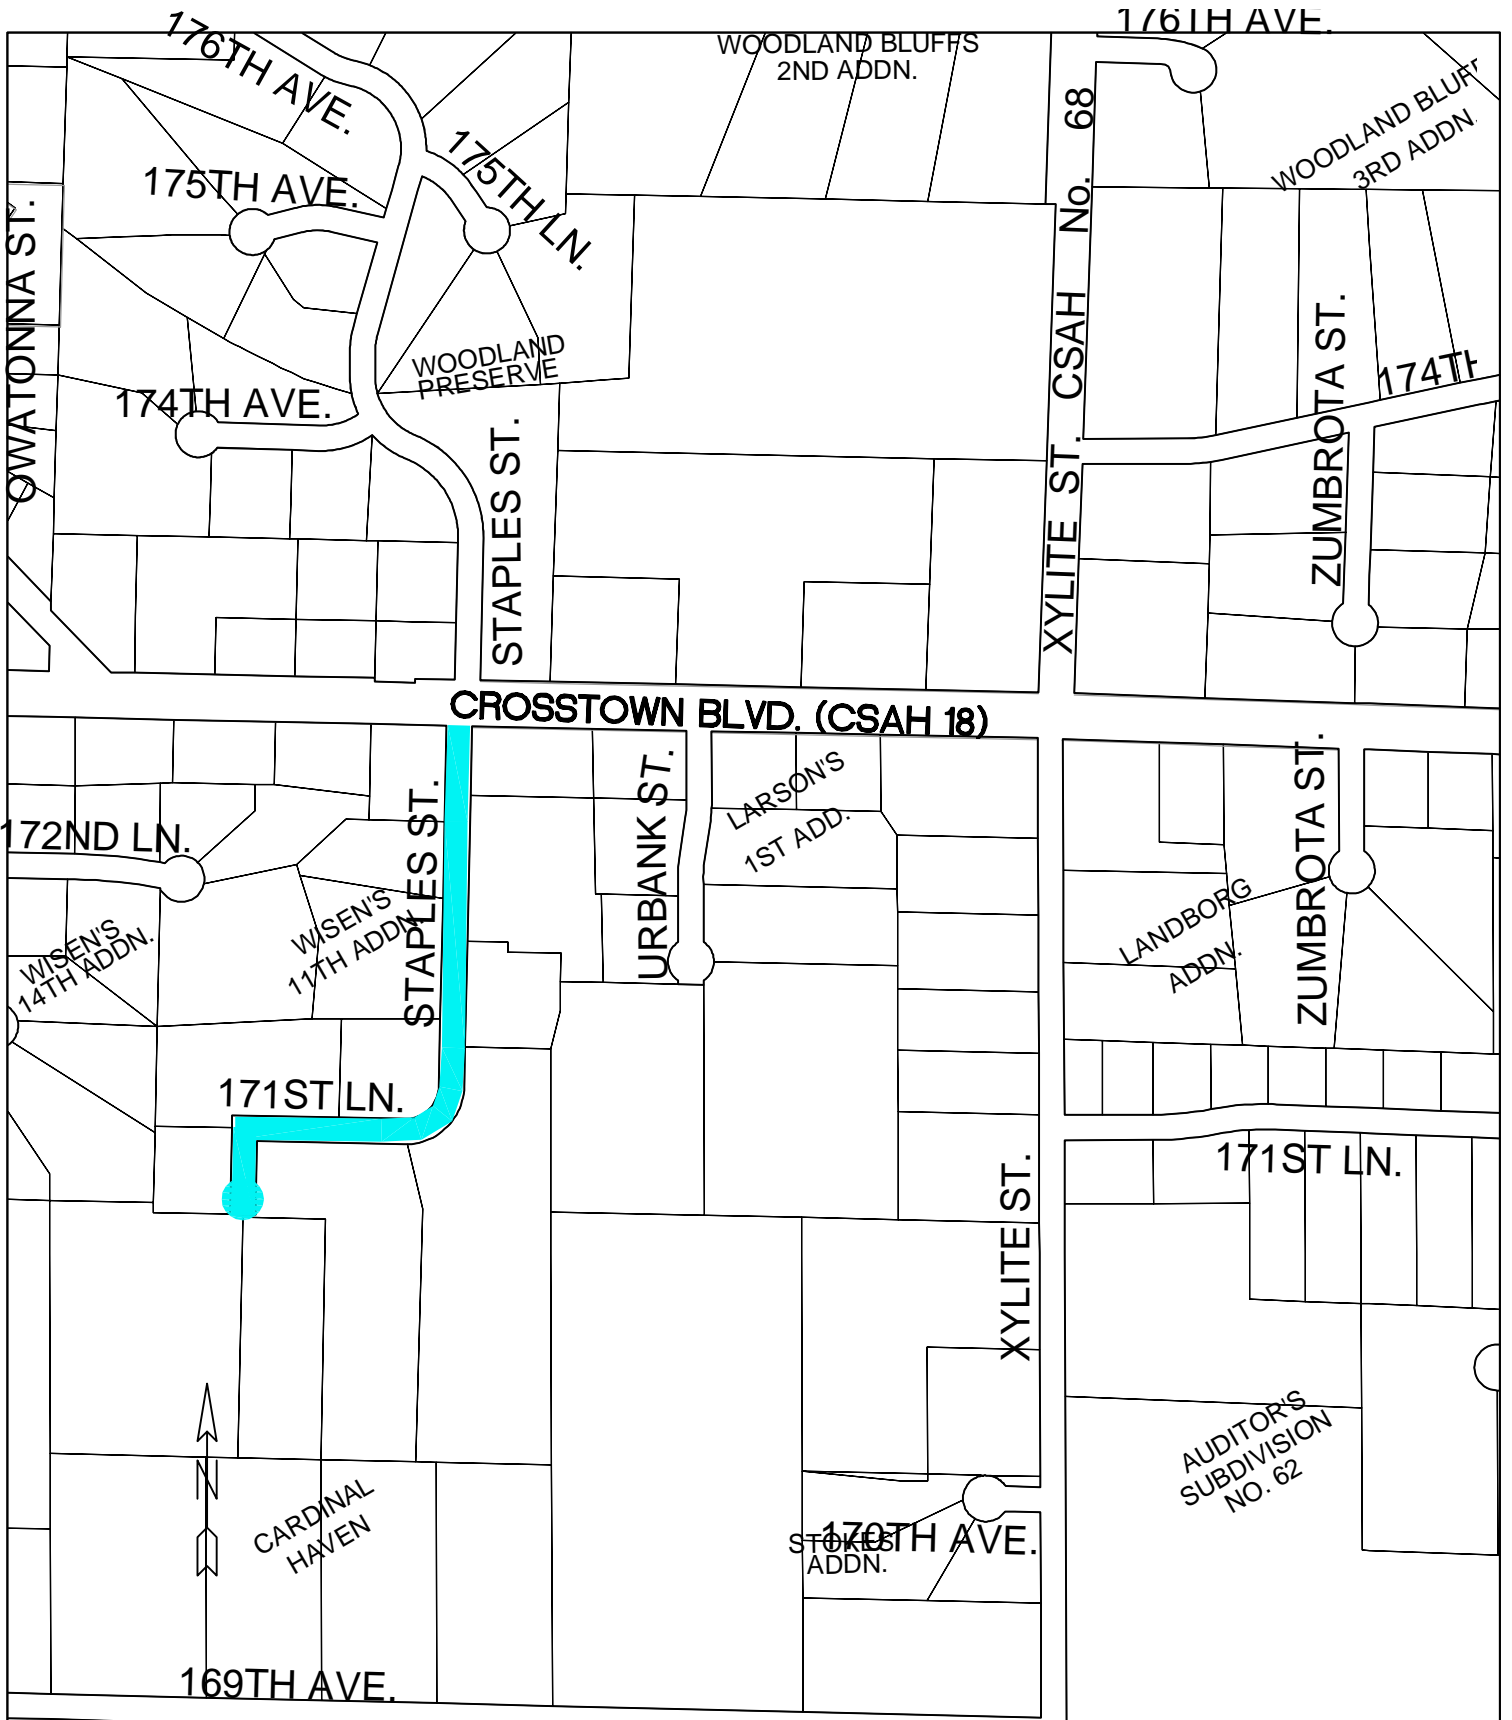 176TH AVE.
WOODLAND BLUFFS
2ND ADDN.
176TH AVE.
CSAH No. 68
WOODLAND BLUFF
3RD ADDN.
175TH LN.
175TH AVE.
OWATONNA ST.
WOODLAND
PRESERVE
174TH AVE.
174TH
ZUMBROTA ST.
STAPLES ST.
XYLITE ST.
CROSSTOWN BLVD. (CSAH 18)
STAPLES ST.
URBANK ST.
LARSON'S
1ST ADD.
ZUMBROTA ST.
172ND LN.
WISEN'S
14TH ADDN.
WISEN'S
11TH ADDN.
LANDBORG
ADDN.
171ST LN.
171ST LN.
XYLITE ST.
AUDITOR'S
SUBDIVISION
NO. 62
N
CARDINAL
HAVEN
170TH AVE.
STOKES
ADDN.
169TH AVE.